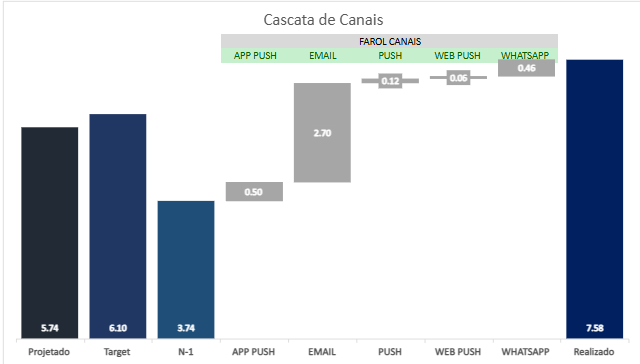 Cascata de Canais
FAROL CANAIS
APP PUSH EMAIL PUSH WEB PUSH WHATSAPP
0.46
0.12 0.06
2.70
0.50
5.74 6.10 3.74 7.58
Projetado Target N-1 APP PUSH EMAIL PUSH WEB PUSH WHATSAPP Realizado